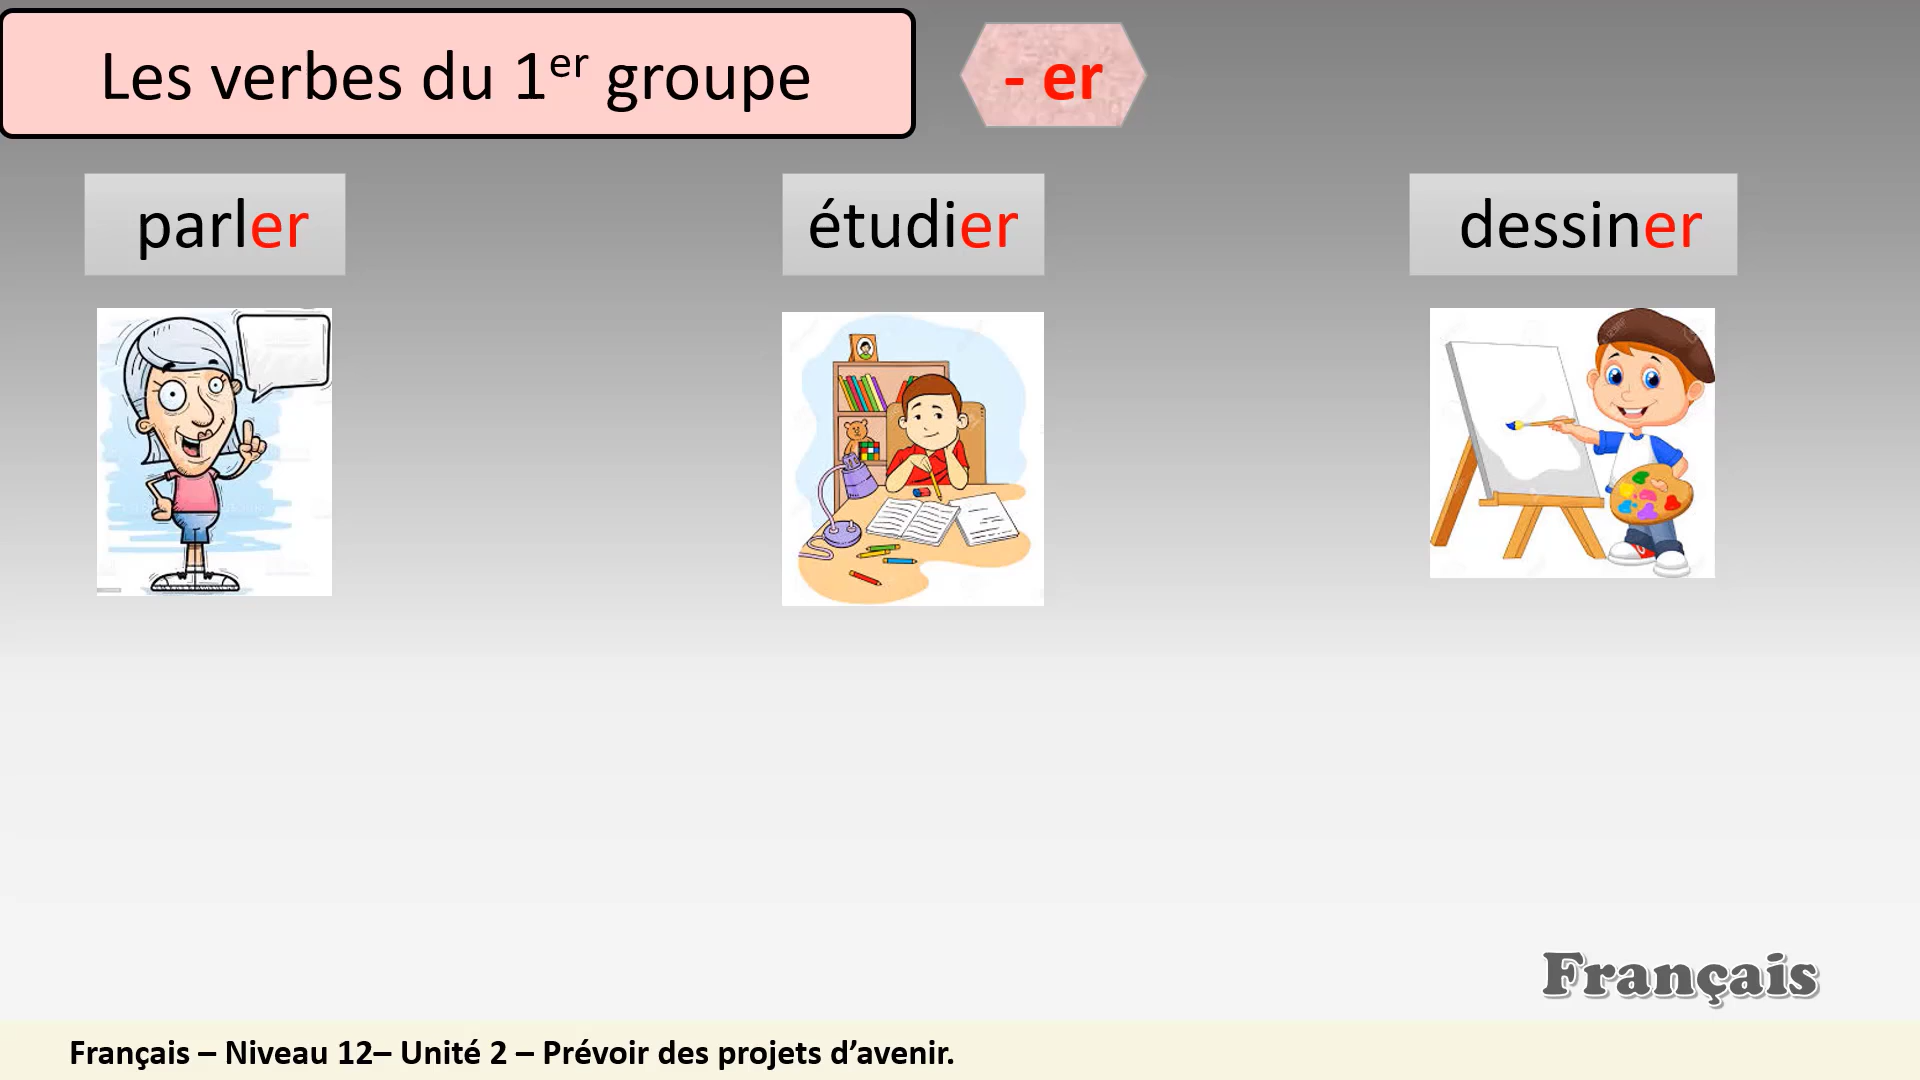 Les verbes du 1er groupe
- er
parler
étudier
dessiner
Français
Français – Niveau 12– Unité 2 – Prévoir des projets d’avenir.